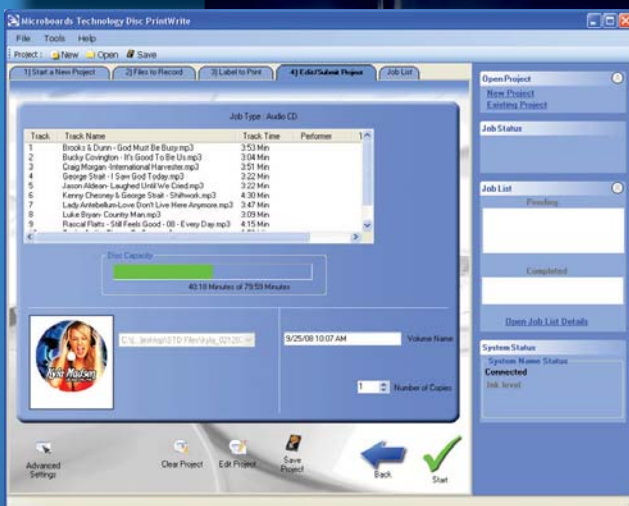 Microboards Technology Disc PrintWrite
File Tools Help
Project: New Open Save
1) Start a New Project 2) Files to Record 3) Label to Print 4) Edit/Submit Project Job List
Job Type : Audio CD
Track Track Name Track Time Performer
1 Brooks & Dunn - God Must Be Busy.mp3 3:53 Min
2 Bucky Covington - It's Good To Be Us.mp3 3:04 Min
3 Craig Morgan -International Harvester.mp3 3:51 Min
4 George Strait - I Saw God Today.mp3 3:22 Min
5 Jason Aldean- Laughed Until We Cried.mp3 3:22 Min
6 Kenny Chesney & George Strait - Shiftwork.mp3 4:30 Min
7 Lady Antebellum-Love Don't Live Here Anymore.mp3 3:47 Min
8 Luke Bryan- Country Man.mp3 3:09 Min
9 Rascal Flatts - Still Feels Good - 08 - Every Day.mp3 4:15 Min
Disc Capacity
40:18 Minutes of 79:59 Minutes
Kyla Madsen
9/25/08 10:07 AM Volume Name
1 Number of Copies
Advanced Settings
Clear Project
Edit Project
Save Project
Back
Start
Open Project
New Project
Existing Project
Job Status
Job List
Pending
Completed
Open Job List Details
System Status
System Name Status
Connected
Ink level